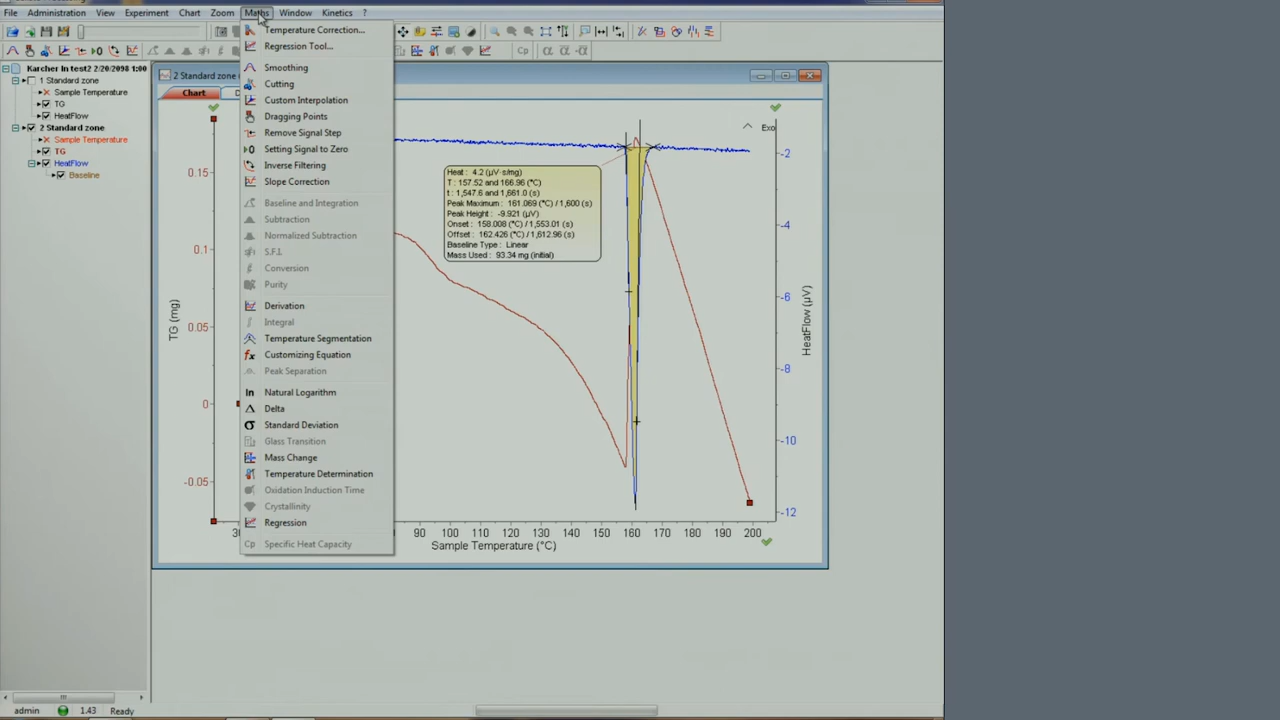 File Administration View Experiment Chart Zoom Maths Window Kinetics ?
Karcher In test2 2/20/2098 1:00
1 Standard zone
Sample Temperature
TG
HeatFlow
2 Standard zone
Sample Temperature
TG
HeatFlow
Baseline
Temperature Correction...
Regression Tool...
Smoothing
Cutting
Custom Interpolation
Dragging Points
Remove Signal Step
Setting Signal to Zero
Inverse Filtering
Slope Correction
Baseline and Integration
Subtraction
Normalized Subtraction
S.F.I.
Conversion
Purity
Derivation
Integral
Temperature Segmentation
fx Customizing Equation
Peak Separation
ln Natural Logarithm
Δ Delta
σ Standard Deviation
Glass Transition
Mass Change
Temperature Determination
Oxidation Induction Time
Crystallinity
Regression
Cp Specific Heat Capacity
Cp
2 Standard zone
Chart
Exo
Heat : 4.2 (µV·s/mg)
T : 157.52 and 166.96 (°C)
t : 1,547.6 and 1,661.0 (s)
Peak Maximum : 161.069 (°C) / 1,600 (s)
Peak Height : -9.921 (µV)
Onset : 158.008 (°C) / 1,553.01 (s)
Offset : 162.426 (°C) / 1,612.96 (s)
Baseline Type : Linear
Mass Used : 93.34 mg (initial)
TG (mg)
0.15
0.1
0.05
0
-0.05
HeatFlow (µV)
-2
-4
-6
-8
-10
-12
100 110 120 130 140 150 160 170 180 190 200
Sample Temperature (°C)
admin 1.43 Ready